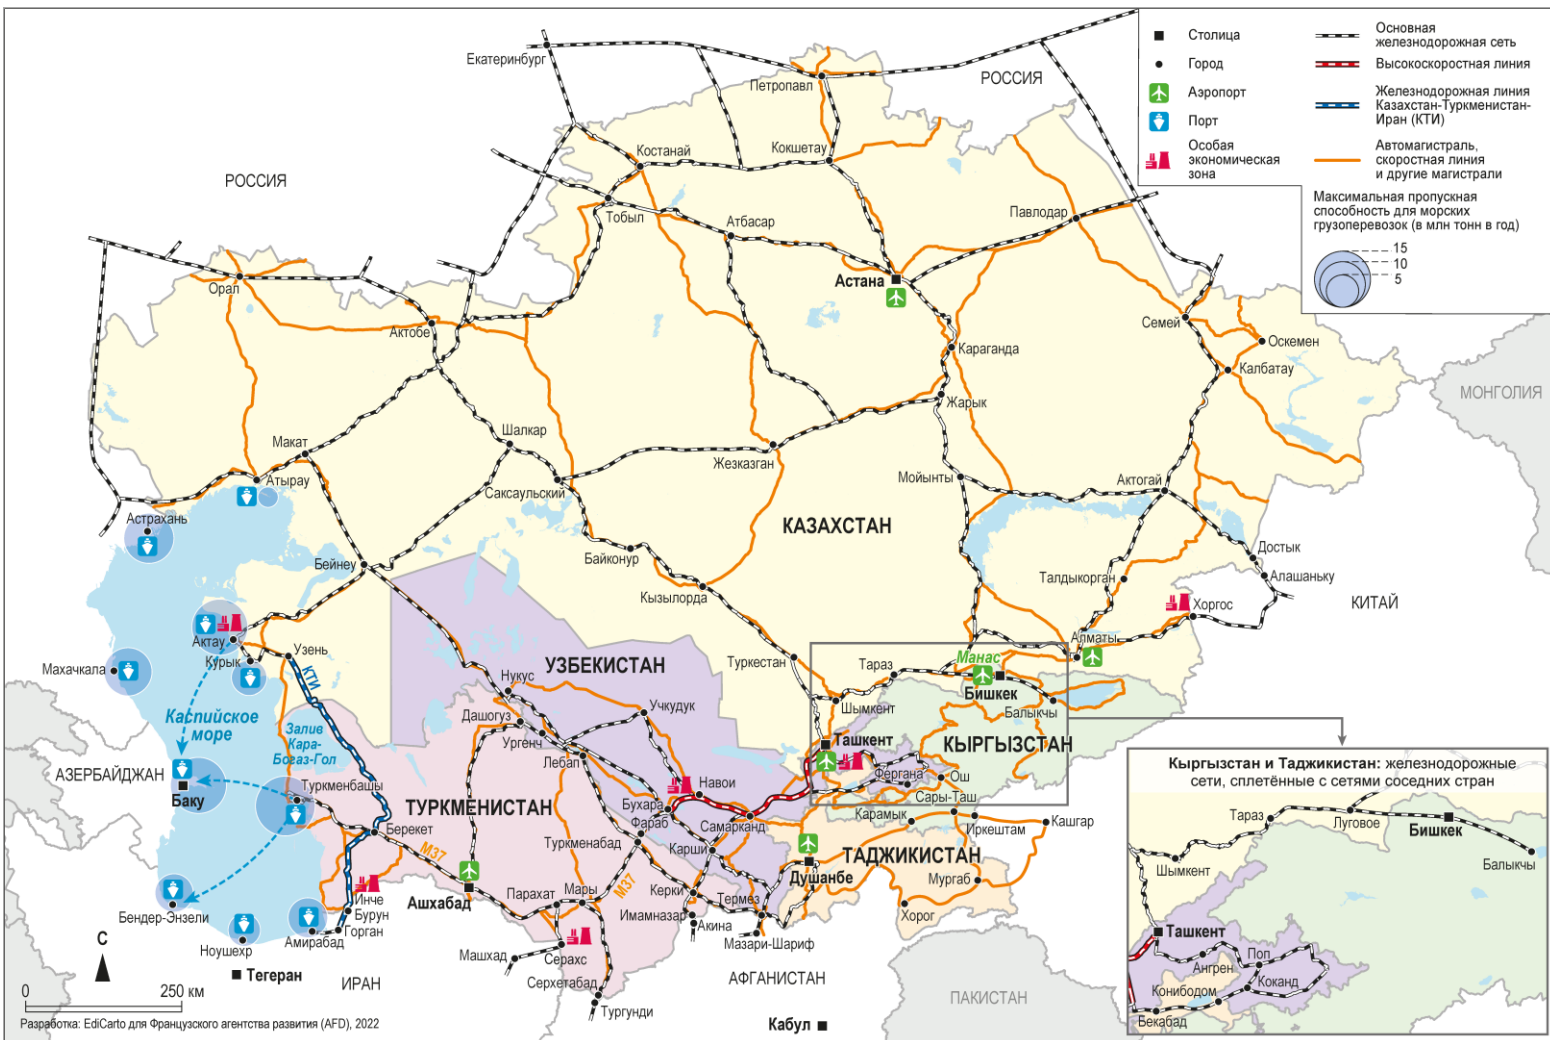 Екатеринбург
Петропавл
РОССИЯ
Костанай
Кокшетау
РОССИЯ
Тобыл
Атбасар
Павлодар
Орал
Астана
Актобе
Семей
Оскемен
Караганда
Калбатау
МОНГОЛИЯ
Жарык
Шалкар
Макат
Жезказган
Атырау
Саксаульский
Мойынты
Актогай
Астрахань
КАЗАХСТАН
Байконур
Бейнеу
Достык
Талдыкорган
Алашаньку
Кызылорда
КИТАЙ
Хоргос
Актау
Алматы
Узень
Курык
Махачкала
КТИ
УЗБЕКИСТАН
Туркестан
Тараз
Манас
Бишкек
Нукус
Шымкент
Балыкчы
Учкудук
Дашогуз
Каспийское
море
Залив
Кара-
Богаз-Гол
Ургенч
Ташкент
КЫРГЫЗСТАН
Лебап
АЗЕРБАЙДЖАН
Фергана
Ош
Навои
Туркменбашы
Баку
ТУРКМЕНИСТАН
Бухара
Сары-Таш
Фараб
Самарканд
Карамык
Иркештам
Кашгар
Берекет
Туркменабад
М37
Карши
ТАДЖИКИСТАН
Душанбе
Мургаб
М37
Ашхабад
Парахат
Мары
Керки
Термез
Инче
Бурун
Хорог
Бендер-Энзели
Имамназар
Акина
Горган
Амирабад
Мазари-Шариф
Ноушехр
Машхад
Серахс
Тегеран
ИРАН
Серхетабад
АФГАНИСТАН
Тургунди
ПАКИСТАН
Кабул
С
0
250 км
Разработка: EdiCarto для Французского агентства развития (AFD), 2022
Столица
Город
Аэропорт
Порт
Особая
экономическая
зона
Основная
железнодорожная сеть
Высокоскоростная линия
Железнодорожная линия
Казахстан-Туркменистан-
Иран (КТИ)
Автомагистраль,
скоростная линия
и другие магистрали
Максимальная пропускная
способность для морских
грузоперевозок (в млн тонн в год)
15
10
5
Кыргызстан и Таджикистан: железнодорожные
сети, сплетённые с сетями соседних стран
Тараз
Луговое
Бишкек
Шымкент
Балыкчы
Ташкент
Поп
Ангрен
Коканд
Конибодом
Бекабад